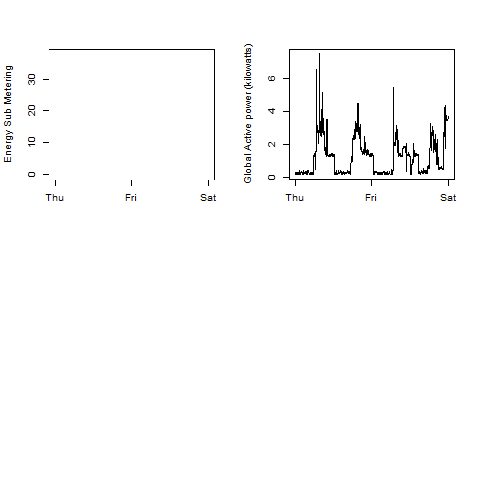 Energy Sub Metering
30
20
10
0
Thu
Fri
Sat
Global Active power (kilowatts)
6
4
2
0
Thu
Fri
Sat